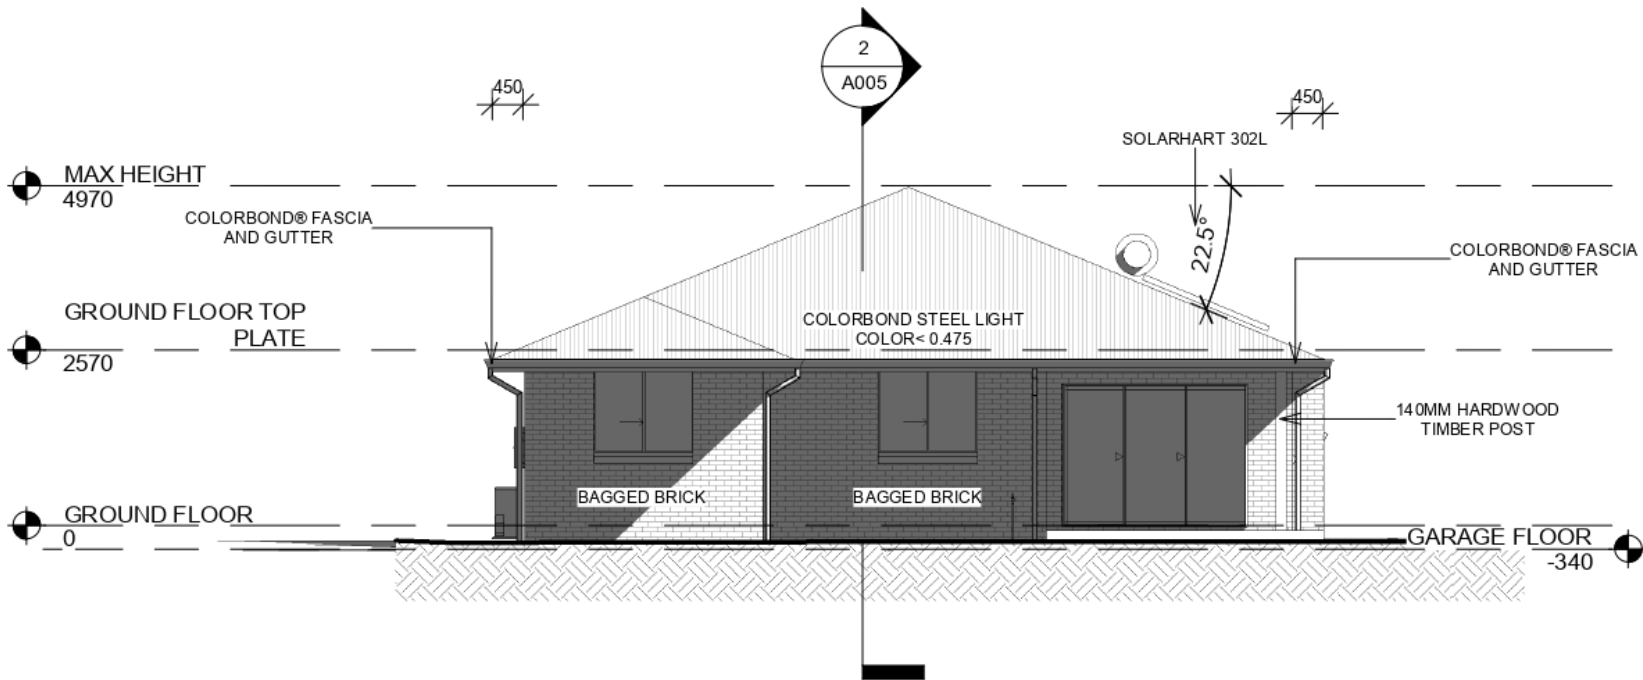 2
A005
450
450
SOLARHART 302L
MAX HEIGHT
4970
COLORBOND® FASCIA
AND GUTTER
22.5°
COLORBOND® FASCIA
AND GUTTER
GROUND FLOOR TOP
PLATE
2570
COLORBOND STEEL LIGHT
COLOR< 0.475
140MM HARDWOOD
TIMBER POST
BAGGED BRICK
BAGGED BRICK
GROUND FLOOR
0
GARAGE FLOOR
-340